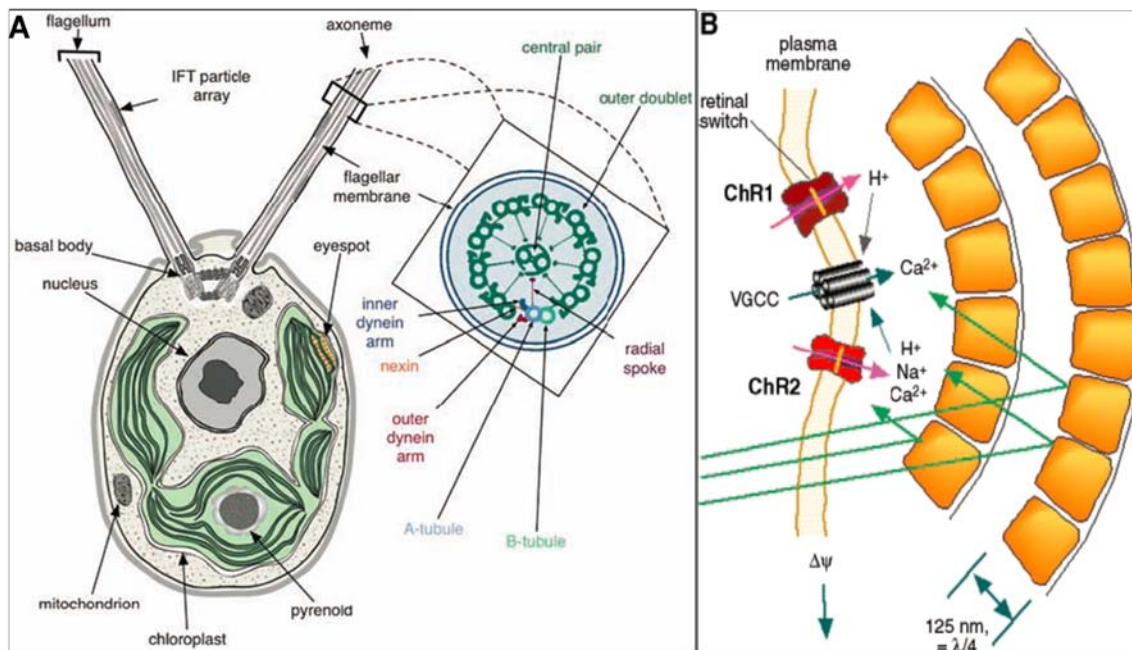 A
flagellum
axoneme
IFT particle
array
central pair
outer doublet
flagellar
membrane
basal body
eyespot
nucleus
inner
dynein
arm
nexin
radial
spoke
outer
dynein
arm
A-tubule
B-tubule
mitochondrion
pyrenoid
chloroplast
B
plasma
membrane
retinal
switch
ChR1
H+
VGCC
Ca2+
ChR2
H+
Na+
Ca2+
Δψ
125 nm,
= λ/4